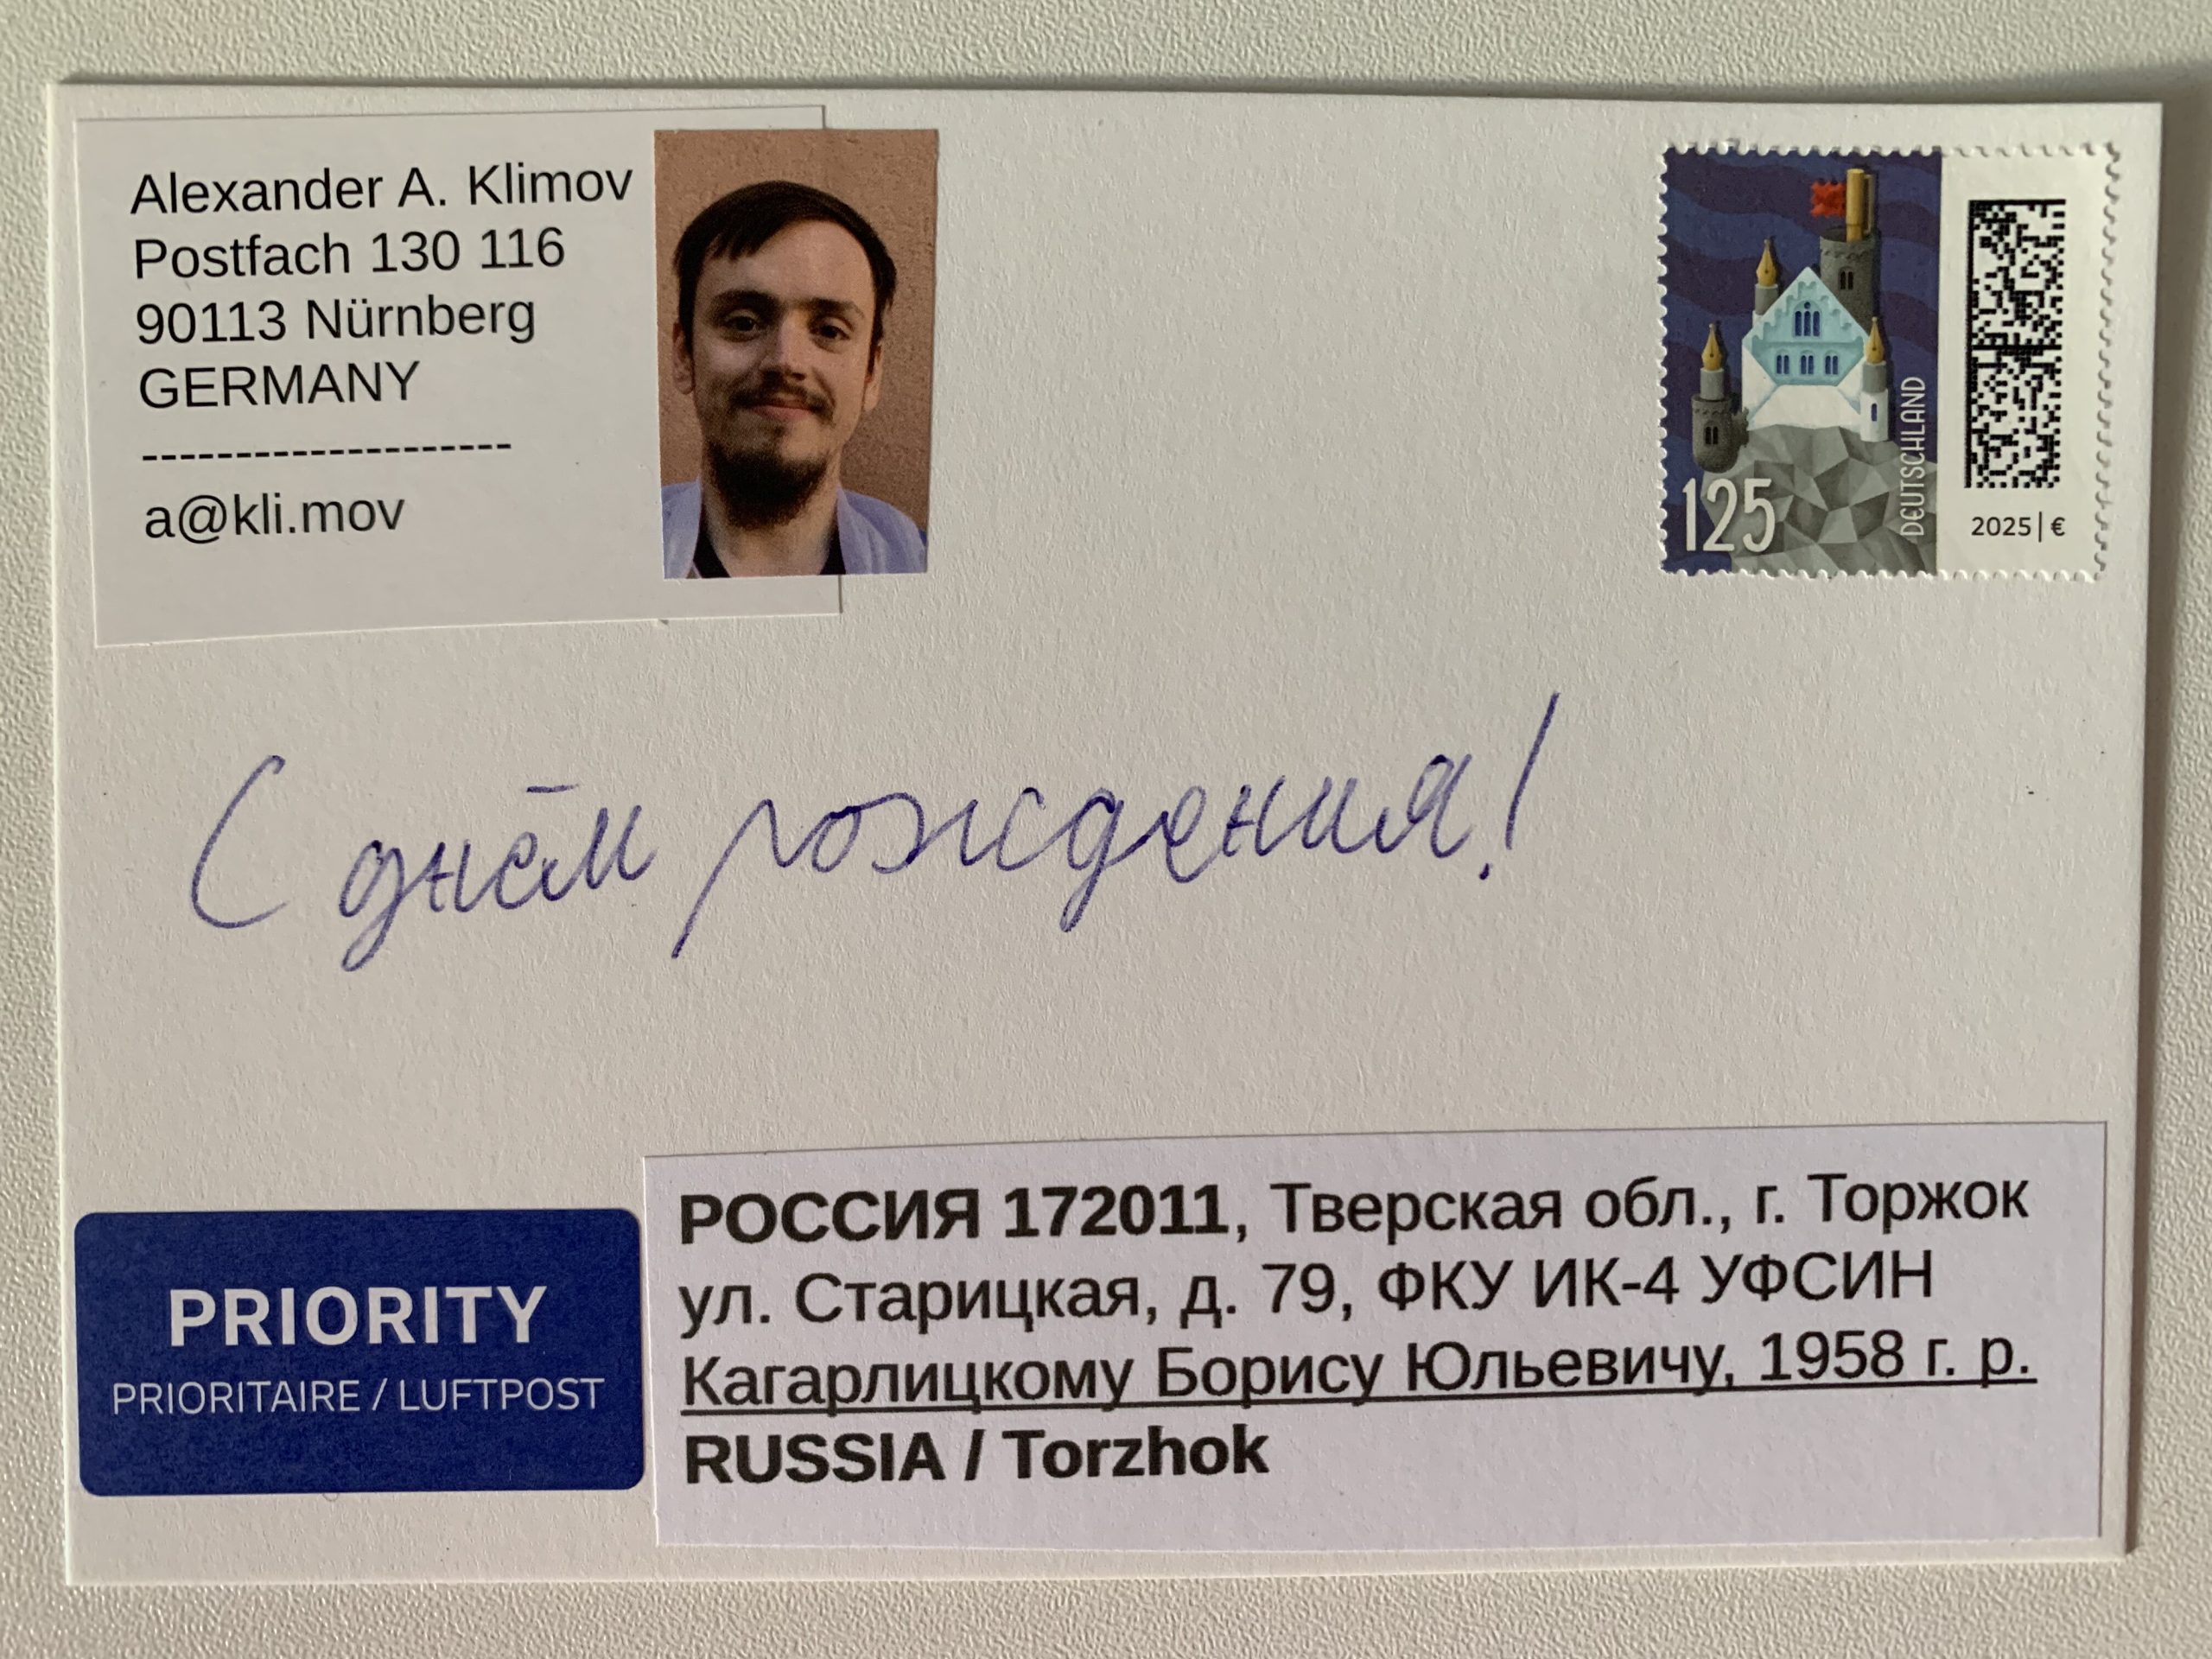 Alexander A. Klimov
Postfach 130 116
90113 Nürnberg
GERMANY
--------------------
a@kli.mov
125
DEUTSCHLAND
2025 | €
С днём рождения!
PRIORITY
PRIORITAIRE / LUFTPOST
РОССИЯ 172011, Тверская обл., г. Торжок
ул. Старицкая, д. 79, ФКУ ИК-4 УФСИН
Кагарлицкому Борису Юльевичу, 1958 г. р.
RUSSIA / Torzhok